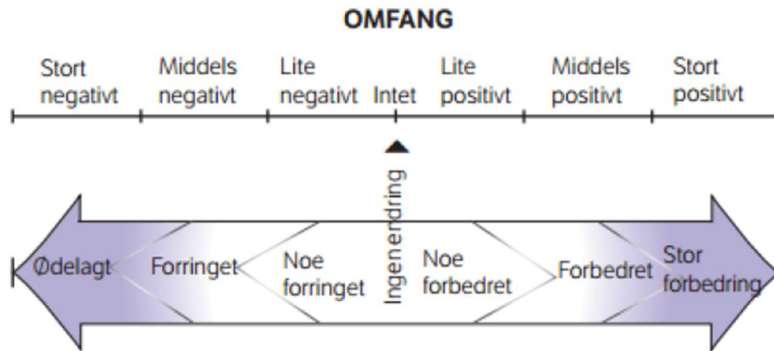 OMFANG
Stort Middels Lite Lite Middels Stort
negativt negativt negativt Intet positivt positivt positivt
Ingen endring
Ødelagt Forringet Noe Noe Forbedret Stor
forringet forbedret forbedring